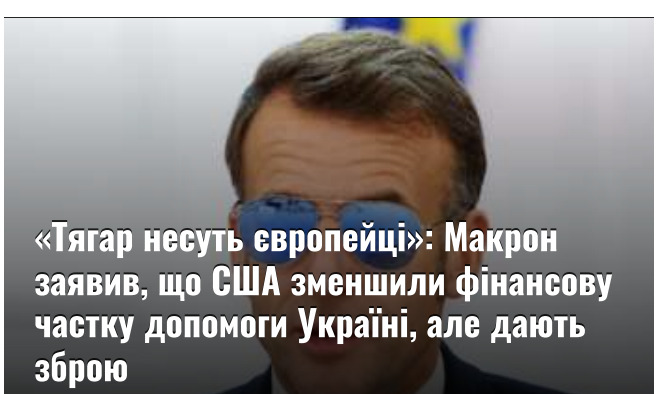 «Тягар несуть європейці»: Макрон
заявив, що США зменшили фінансову
частку допомоги Україні, але дають
зброю